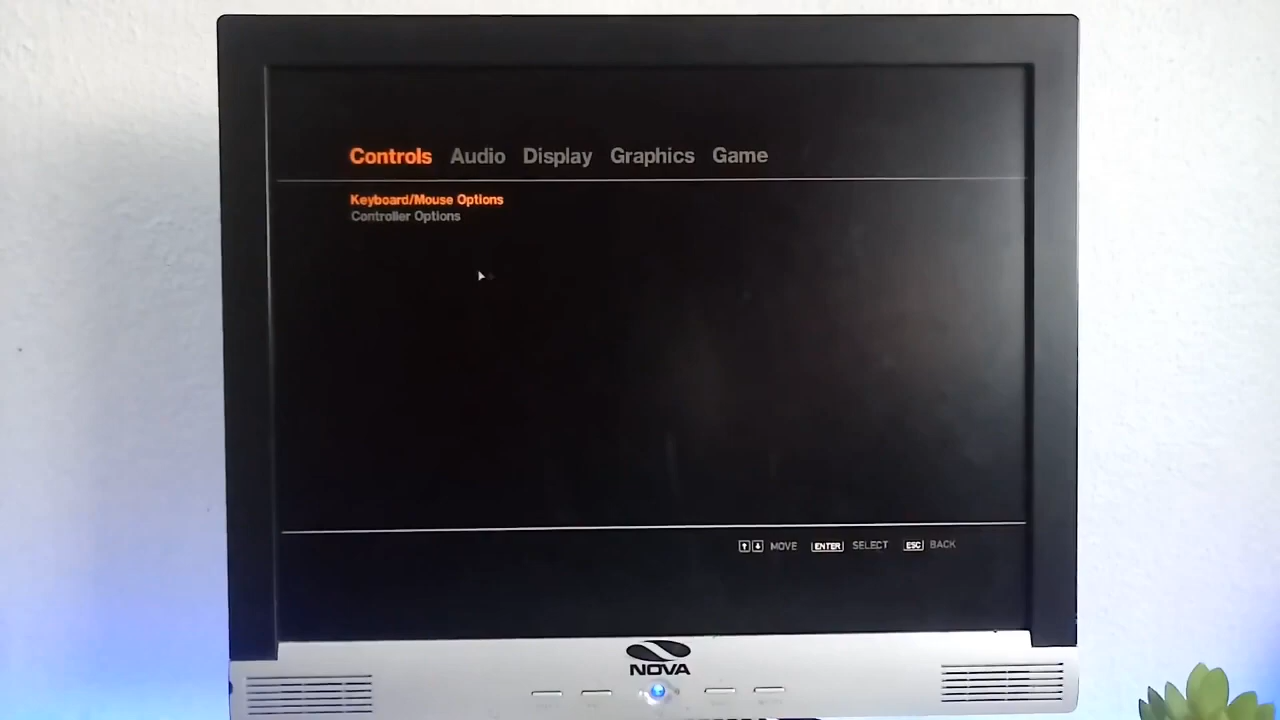 Controls Audio Display Graphics Game
Keyboard/Mouse Options
Controller Options
MOVE ENTER SELECT ESC BACK
NOVA